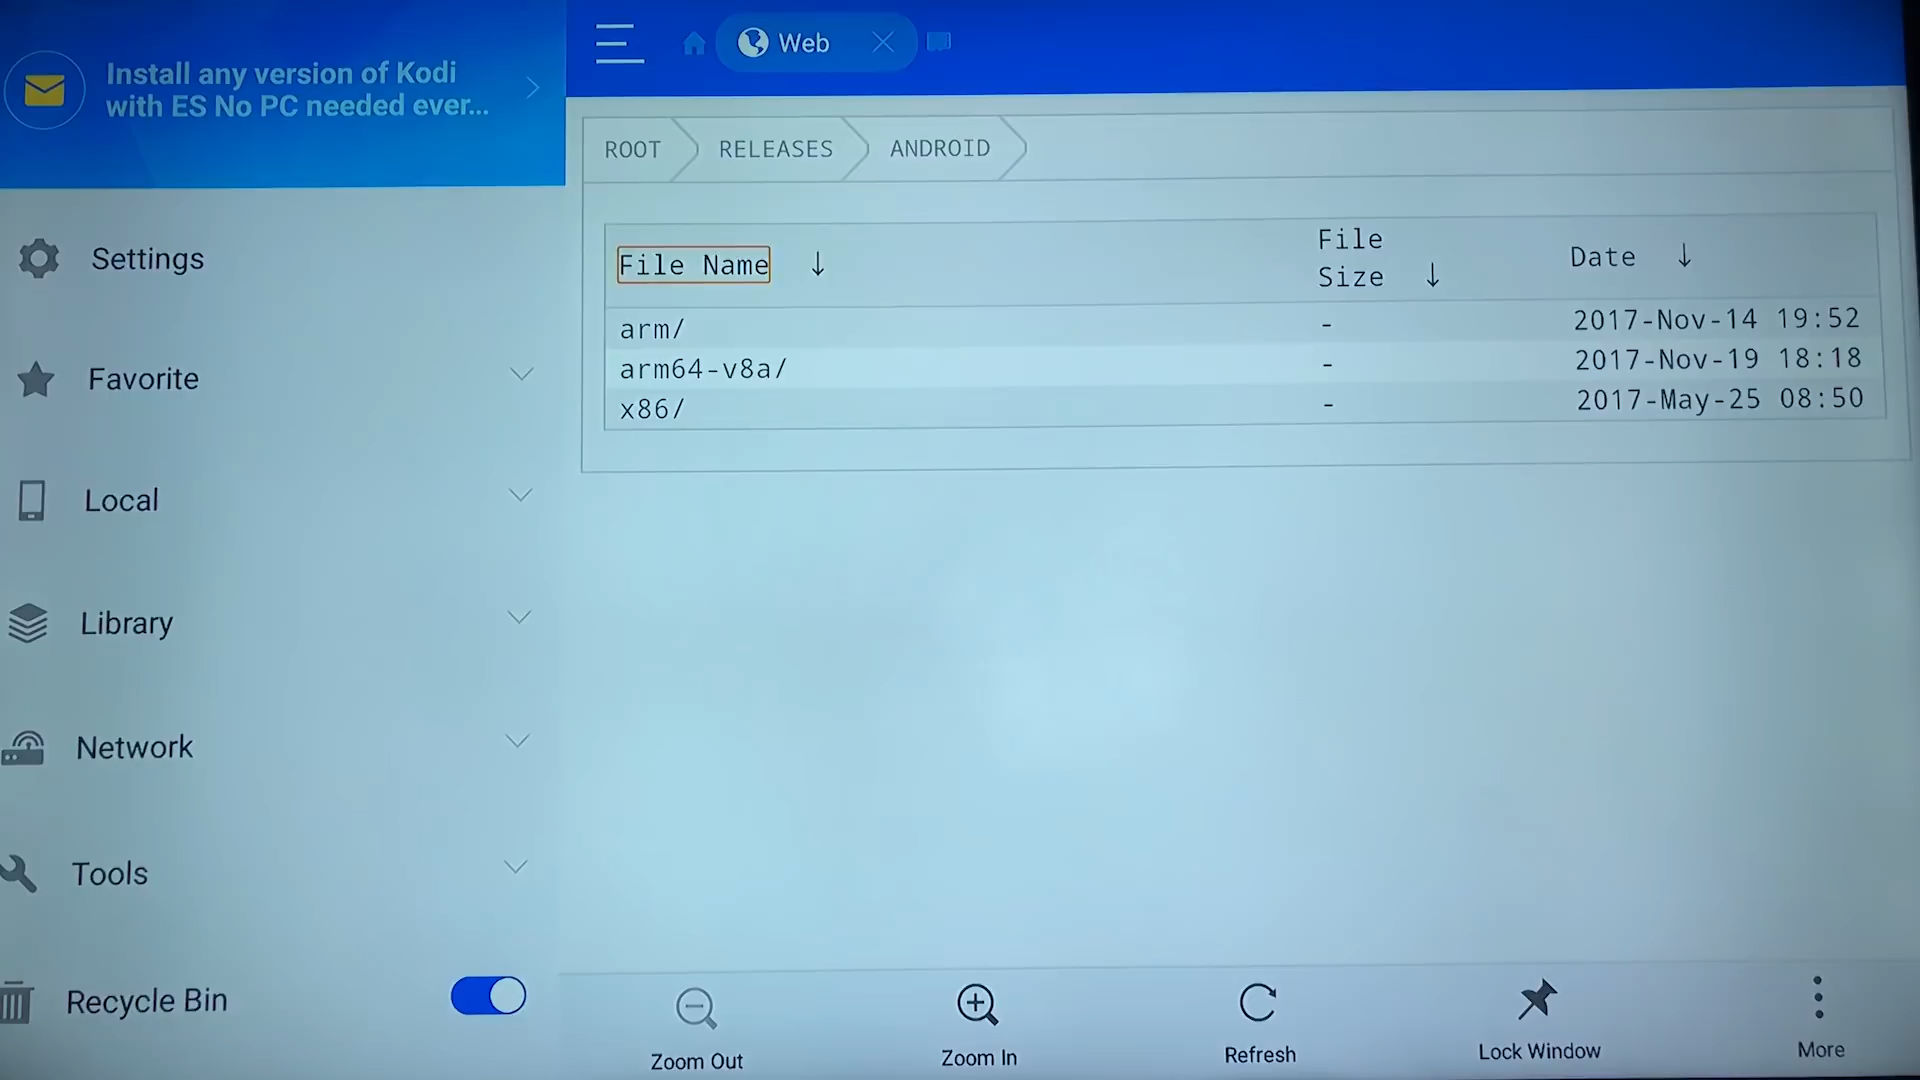 Install any version of Kodi
with ES No PC needed ever...
Settings
Favorite
Local
Library
Network
Tools
Recycle Bin
Web
ROOT
RELEASES
ANDROID
File Name ↓
File
Size ↓
Date ↓
arm/ - 2017-Nov-14 19:52
arm64-v8a/ - 2017-Nov-19 18:18
x86/ - 2017-May-25 08:50
Zoom Out
Zoom In
Refresh
Lock Window
More